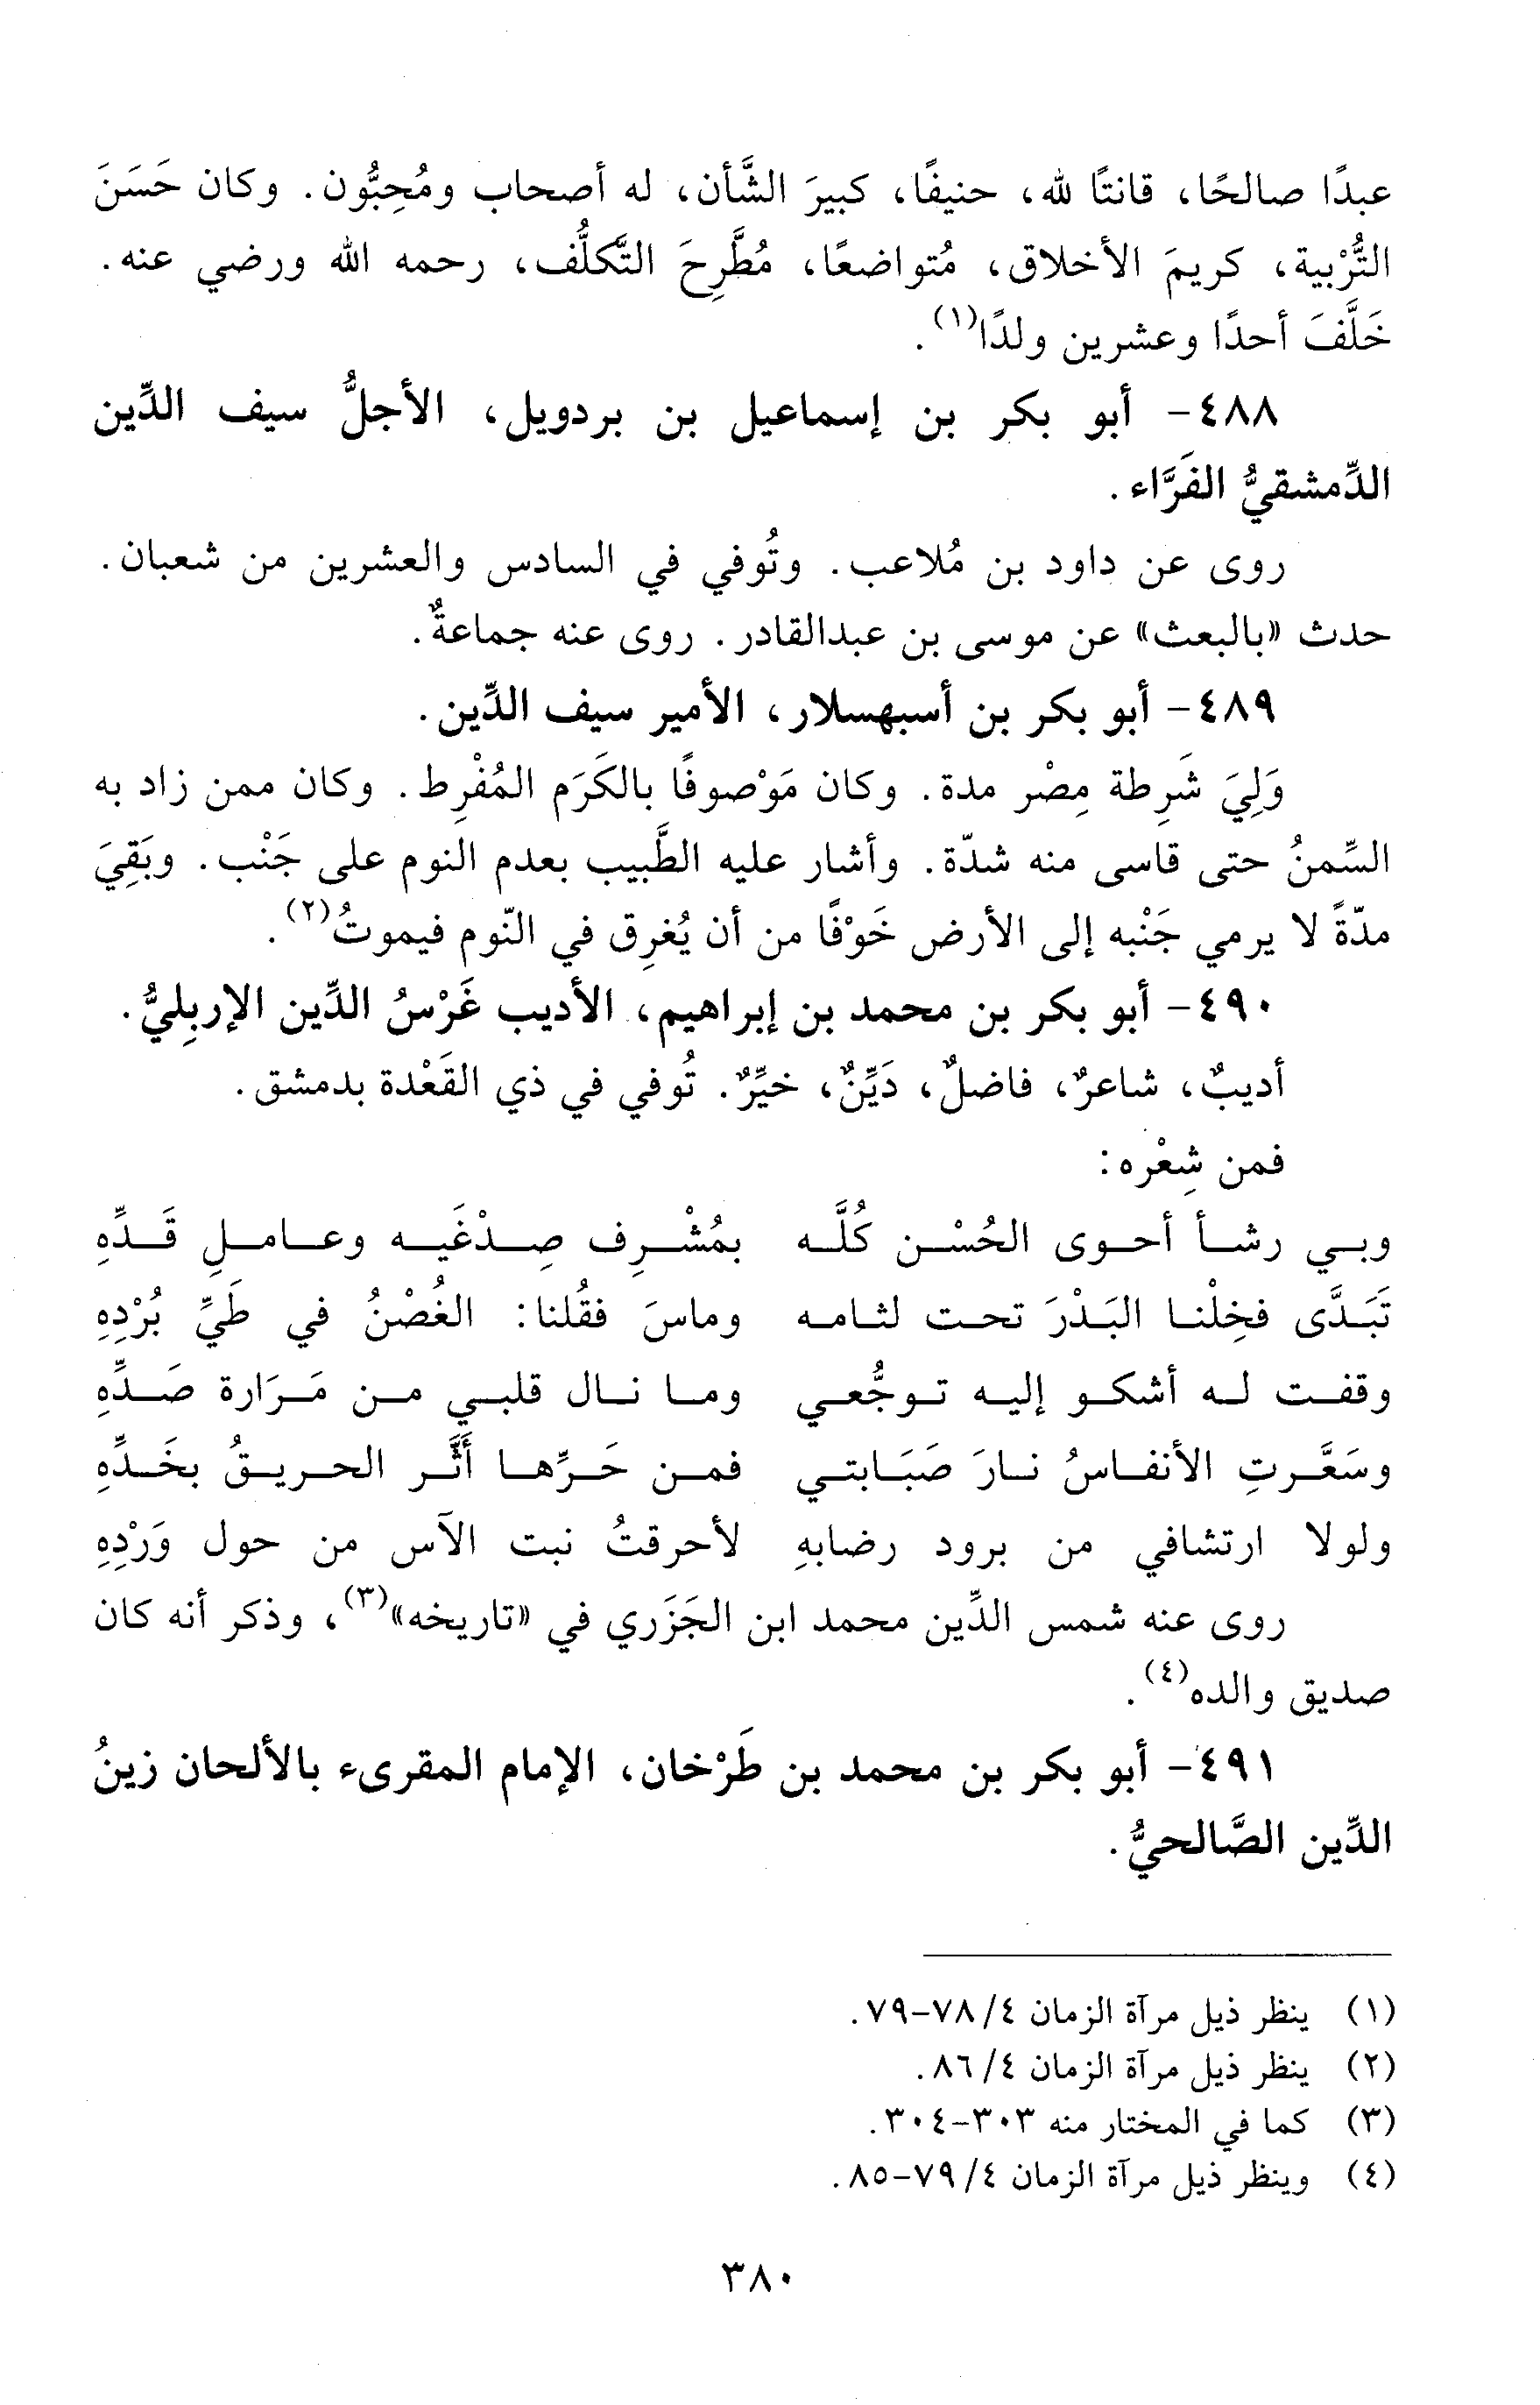 عبدًا صالحًا، قانتًا لله، حنيفًا، كبيرَ الشَّأن، له أصحاب ومُحِبُّون. وكان حَسَنَ
التُّرْبية، كريمَ الأخلاق، مُتواضعًا، مُطَّرِحَ التَّكلُّف، رحمه الله ورضي عنه.
خَلَّفَ أحدًا وعشرين ولدًا(١).
٤٨٨- أبو بكر بن إسماعيل بن بردويل، الأجلُّ سيف الدِّين
الدِّمشقيُّ الفَرَّاء.
روى عن داود بن مُلاعب. وتُوفي في السادس والعشرين من شعبان.
حدث «بالبعث» عن موسى بن عبدالقادر. روى عنه جماعةٌ.
٤٨٩- أبو بكر بن أسبهسلار، الأمير سيف الدِّين.
وَلِيَ شَرِطة مِصْر مدة. وكان مَوْصوفًا بالكَرَم المُفْرِط. وكان ممن زاد به
السِّمنُ حتى قاسى منه شدّة. وأشار عليه الطَّبيب بعدم النوم على جَنْب. وبَقِيَ
مدّةً لا يرمي جَنْبه إلى الأرض خَوْفًا من أن يُغرِق في النّوم فيموتُ(٢).
٤٩٠- أبو بكر بن محمد بن إبراهيم، الأديب غَرْسُ الدِّين الإربِليُّ.
أديبٌ، شاعرٌ، فاضلٌ، دَيِّنٌ، خيِّرٌ. تُوفي في ذي القَعْدة بدمشق.
فمن شِعْره:
وبي رشأ أحوى الحُسْن كُلَّه بمُشْرِف صِدْغَيه وعاملِ قَدِّهِ
تَبَدَّى فخِلْنا البَدْرَ تحت لثامه وماسَ فقُلنا: الغُصْنُ في طَيِّ بُرْدِهِ
وقفت له أشكو إليه توجُّعي وما نال قلبي من مَرَارة صَدِّهِ
وسَعَّرتِ الأنفاسُ نارَ صَبَابتي فمن حَرِّها أَثَّر الحريقُ بخَدِّهِ
ولولا ارتشافي من برود رضابهِ لأحرقتُ نبت الآس من حول وَرْدِهِ
روى عنه شمس الدِّين محمد ابن الجَزَري في «تاريخه»(٣)، وذكر أنه كان
صديق والده(٤).
٤٩١- أبو بكر بن محمد بن طَرْخان، الإمام المقرىء بالألحان زينُ
الدِّين الصَّالحيُّ.
(١) ينظر ذيل مرآة الزمان ٤/ ٧٨-٧٩.
(٢) ينظر ذيل مرآة الزمان ٤/ ٨٦.
(٣) كما في المختار منه ٣٠٣-٣٠٤.
(٤) وينظر ذيل مرآة الزمان ٤/ ٧٩-٨٥.
٣٨٠